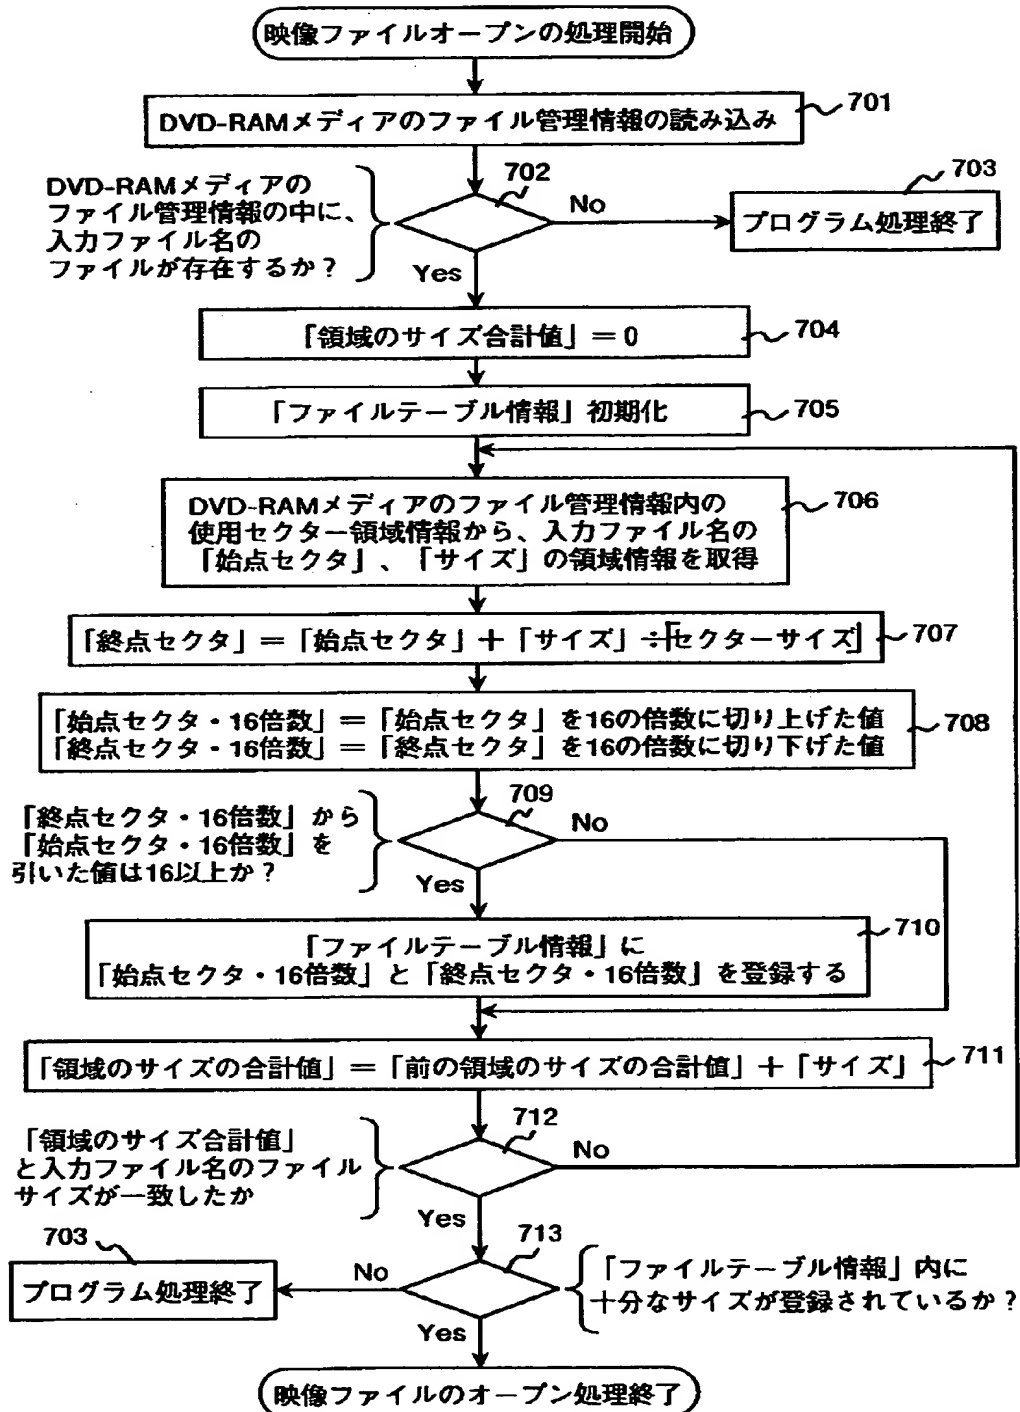 映像ファイルオープンの処理開始
DVD-RAMメディアのファイル管理情報の読み込み
701
DVD-RAMメディアの
ファイル管理情報の中に、
入力ファイル名の
ファイルが存在するか？
702
No
703
プログラム処理終了
Yes
「領域のサイズ合計値」＝0
704
「ファイルテーブル情報」初期化
705
DVD-RAMメディアのファイル管理情報内の
使用セクター領域情報から、入力ファイル名の
「始点セクタ」、「サイズ」の領域情報を取得
706
「終点セクタ」＝「始点セクタ」＋「サイズ」÷「セクターサイズ」
707
「始点セクタ・16倍数」＝「始点セクタ」を16の倍数に切り上げた値
「終点セクタ・16倍数」＝「終点セクタ」を16の倍数に切り下げた値
708
「終点セクタ・16倍数」から
「始点セクタ・16倍数」を
引いた値は16以上か？
709
No
Yes
「ファイルテーブル情報」に
「始点セクタ・16倍数」と「終点セクタ・16倍数」を登録する
710
「領域のサイズの合計値」＝「前の領域のサイズの合計値」＋「サイズ」
711
「領域のサイズ合計値」
と入力ファイル名のファイル
サイズが一致したか
712
No
Yes
703
プログラム処理終了
No
713
「ファイルテーブル情報」内に
十分なサイズが登録されているか？
Yes
映像ファイルのオープン処理終了